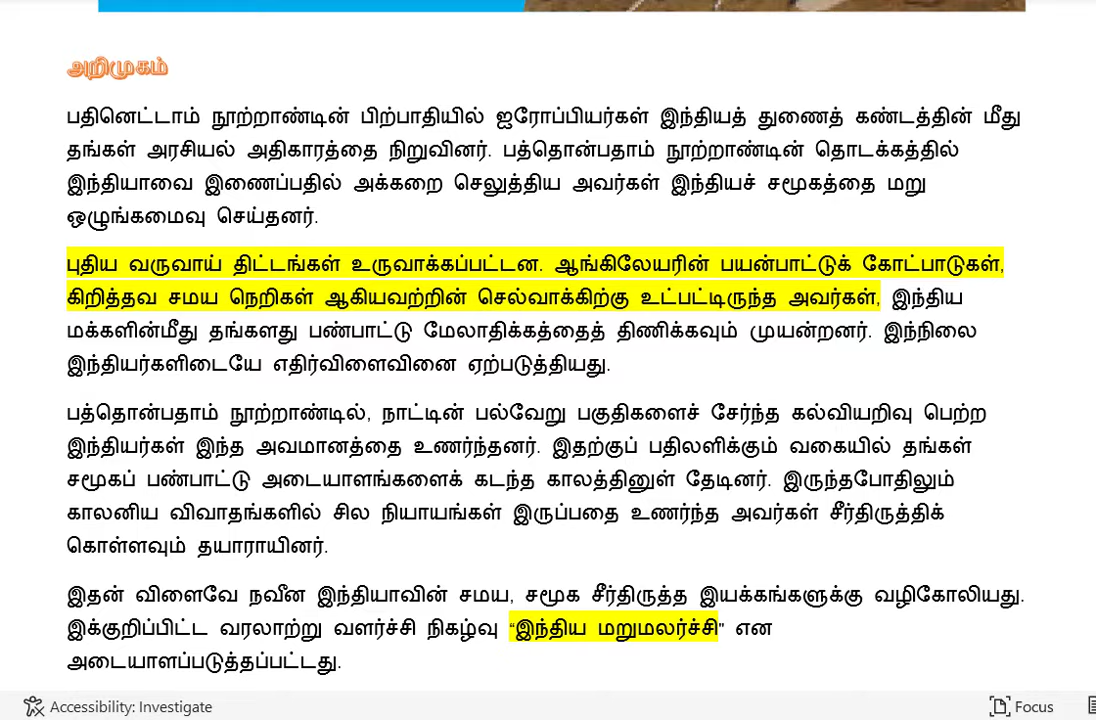 அறிமுகம்
பதினெட்டாம் நூற்றாண்டின் பிற்பாதியில் ஐரோப்பியர்கள் இந்தியத் துணைத் கண்டத்தின் மீது
தங்கள் அரசியல் அதிகாரத்தை நிறுவினர். பத்தொன்பதாம் நூற்றாண்டின் தொடக்கத்தில்
இந்தியாவை இணைப்பதில் அக்கறை செலுத்திய அவர்கள் இந்தியச் சமூகத்தை மறு
ஒழுங்கமைவு செய்தனர்.
புதிய வருவாய் திட்டங்கள் உருவாக்கப்பட்டன. ஆங்கிலேயரின் பயன்பாட்டுக் கோட்பாடுகள்,
கிறித்தவ சமய நெறிகள் ஆகியவற்றின் செல்வாக்கிற்கு உட்பட்டிருந்த அவர்கள், இந்திய
மக்களின்மீது தங்களது பண்பாட்டு மேலாதிக்கத்தைத் திணிக்கவும் முயன்றனர். இந்நிலை
இந்தியர்களிடையே எதிர்விளைவினை ஏற்படுத்தியது.
பத்தொன்பதாம் நூற்றாண்டில், நாட்டின் பல்வேறு பகுதிகளைச் சேர்ந்த கல்வியறிவு பெற்ற
இந்தியர்கள் இந்த அவமானத்தை உணர்ந்தனர். இதற்குப் பதிலளிக்கும் வகையில் தங்கள்
சமூகப் பண்பாட்டு அடையாளங்களைக் கடந்த காலத்தினுள் தேடினர். இருந்தபோதிலும்
காலனிய விவாதங்களில் சில நியாயங்கள் இருப்பதை உணர்ந்த அவர்கள் சீர்திருத்திக்
கொள்ளவும் தயாராயினர்.
இதன் விளைவே நவீன இந்தியாவின் சமய, சமூக சீர்திருத்த இயக்கங்களுக்கு வழிகோலியது.
இக்குறிப்பிட்ட வரலாற்று வளர்ச்சி நிகழ்வு “இந்திய மறுமலர்ச்சி” என
அடையாளப்படுத்தப்பட்டது.
Accessibility: Investigate
Focus